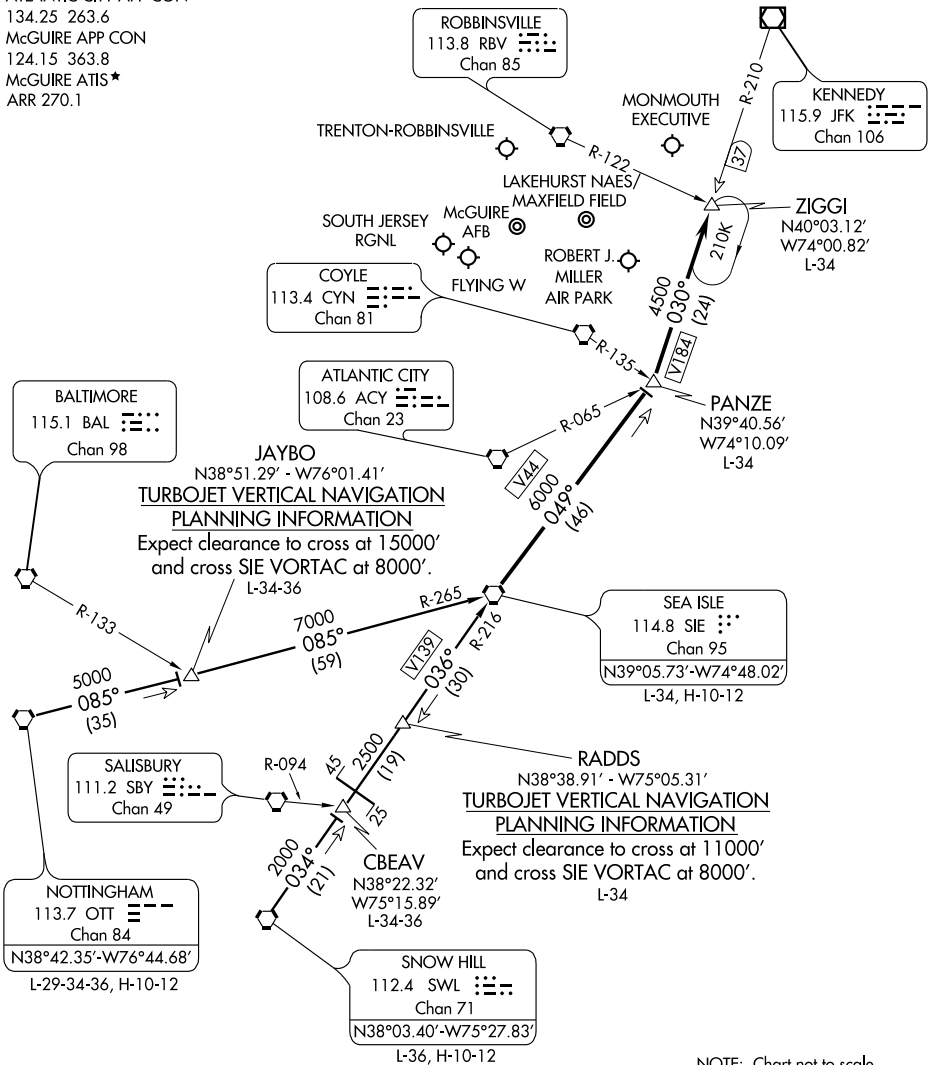 134.25 263.6
McGUIRE APP CON
124.15 363.8
McGUIRE ATIS★
ARR 270.1
ROBBINSVILLE
113.8 RBV
Chan 85
R-210
KENNEDY
115.9 JFK
Chan 106
MONMOUTH
EXECUTIVE
TRENTON-ROBBINSVILLE
R-122
37
LAKEHURST NAES/
MAXFIELD FIELD
ZIGGI
N40°03.12′
W74°00.82′
L-34
210K
SOUTH JERSEY
RGNL
McGUIRE
AFB
FLYING W
ROBERT J.
MILLER
AIR PARK
COYLE
113.4 CYN
Chan 81
4500
030°
(24)
R-135
V184
ATLANTIC CITY
108.6 ACY
Chan 23
R-065
PANZE
N39°40.56′
W74°10.09′
L-34
BALTIMORE
115.1 BAL
Chan 98
JAYBO
N38°51.29′ - W76°01.41′
TURBOJET VERTICAL NAVIGATION
PLANNING INFORMATION
Expect clearance to cross at 15000′
and cross SIE VORTAC at 8000′.
L-34-36
V44
6000
049°
(46)
R-133
7000
085°
(59)
R-265
SEA ISLE
114.8 SIE
Chan 95
N39°05.73′-W74°48.02′
L-34, H-10-12
5000
085°
(35)
V139
R-216
036°
(30)
RADDS
N38°38.91′ - W75°05.31′
TURBOJET VERTICAL NAVIGATION
PLANNING INFORMATION
Expect clearance to cross at 11000′
and cross SIE VORTAC at 8000′.
L-34
SALISBURY
111.2 SBY
Chan 49
R-094
45
2500
(19)
25
2000
034°
(21)
CBEAV
N38°22.32′
W75°15.89′
L-34-36
NOTTINGHAM
113.7 OTT
Chan 84
N38°42.35′-W76°44.68′
L-29-34-36, H-10-12
SNOW HILL
112.4 SWL
Chan 71
N38°03.40′-W75°27.83′
L-36, H-10-12